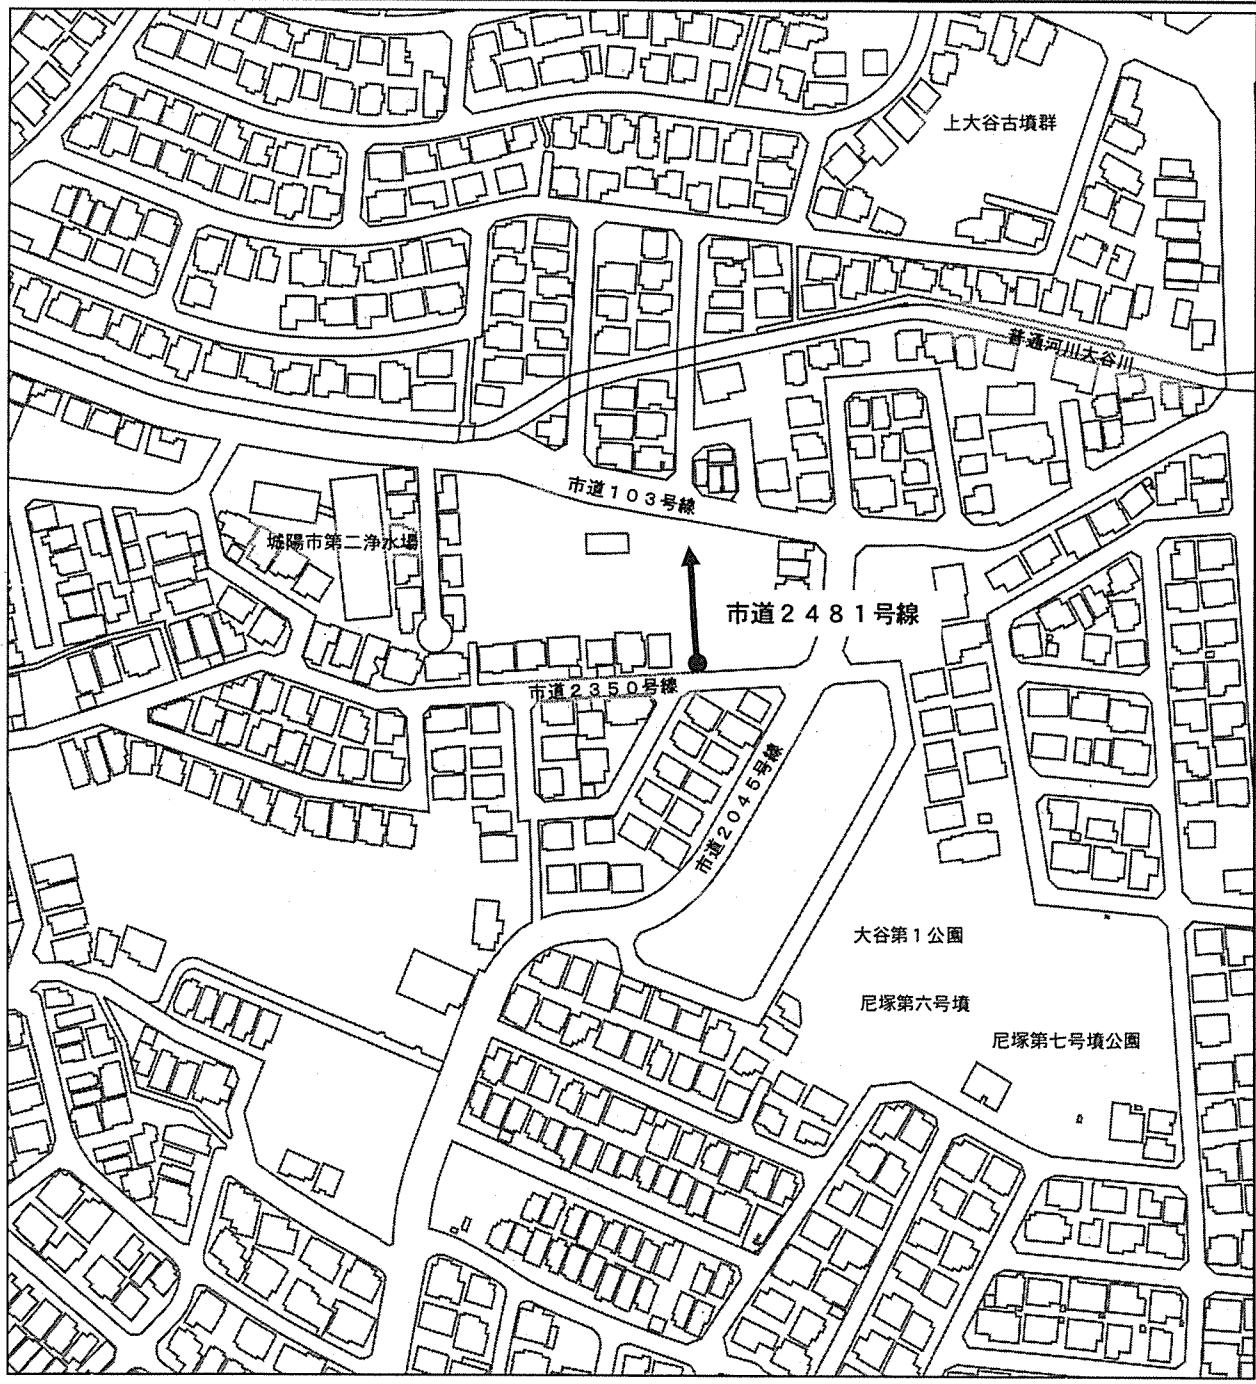 上大谷古墳群
普通河川大谷川
市道103号線
城陽市第二浄水場
市道2481号線
市道2350号線
市道2045号線
大谷第1公園
尼塚第六号墳
尼塚第七号墳公園